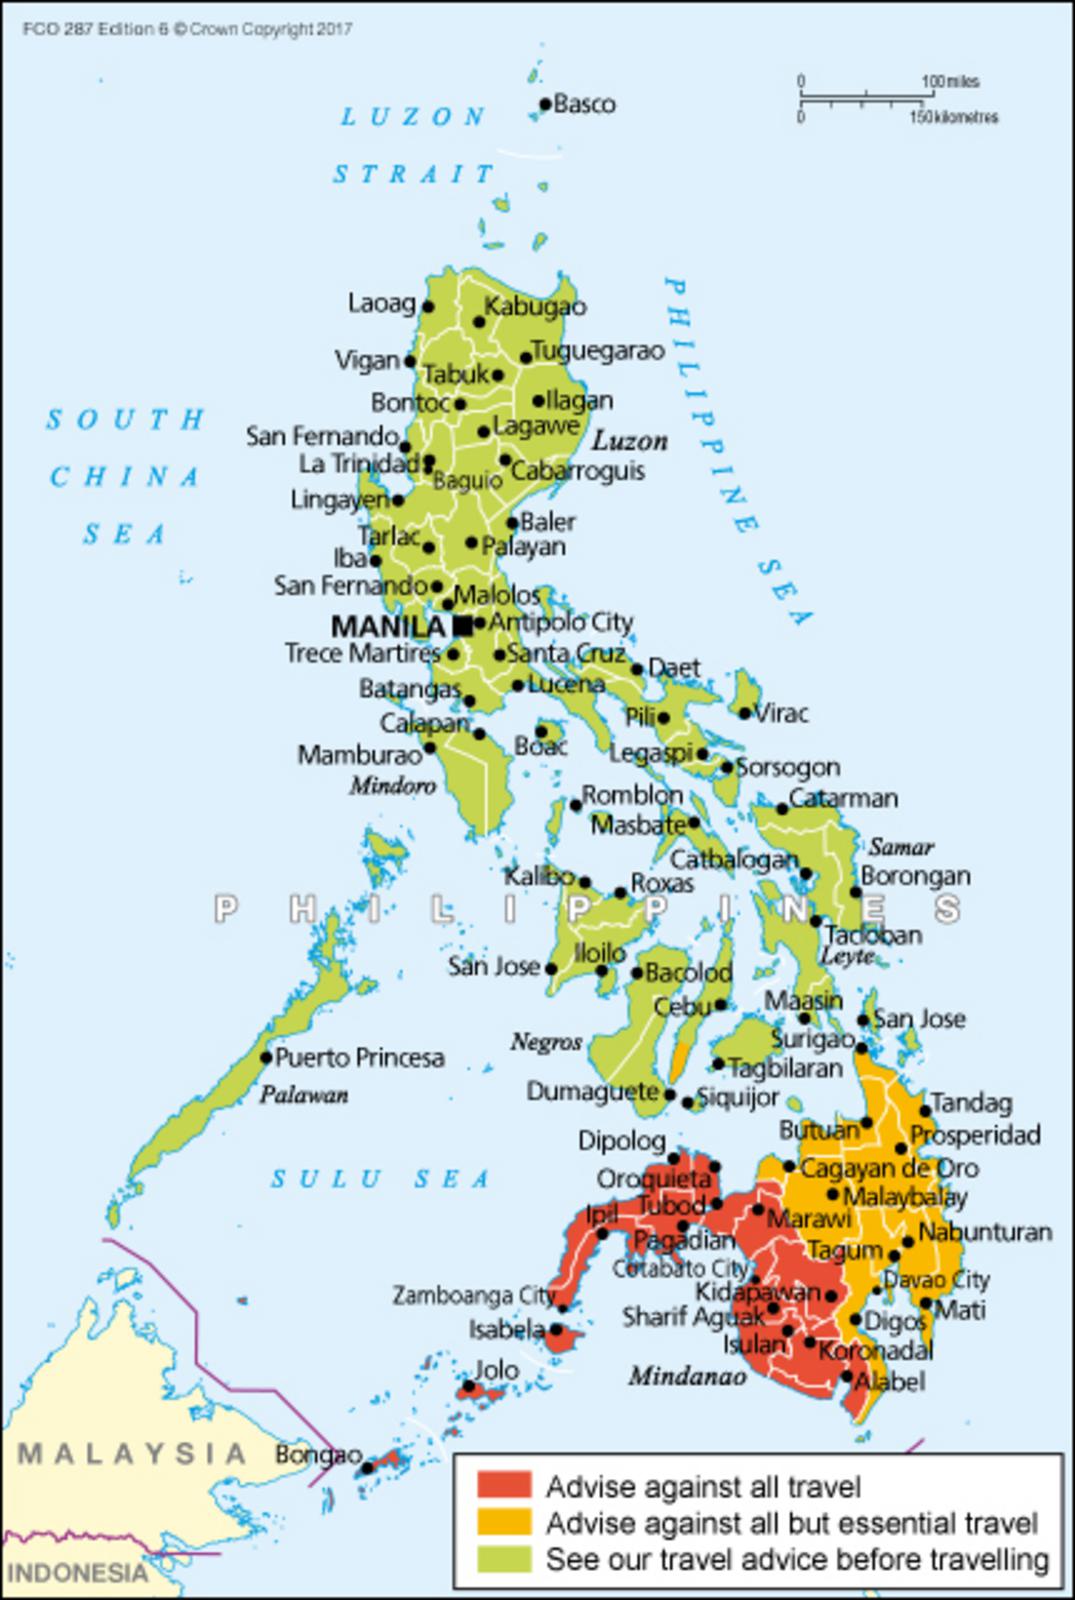 FCO 287 Edition 6 © Crown Copyright 2017
0 100 miles
0 150 kilometres
Basco
LUZON
STRAIT
PHILIPPINE SEA
SOUTH
CHINA
SEA
Laoag
Kabugao
Vigan
Tuguegarao
Tabuk
Bontoc
Ilagan
Lagawe
San Fernando
Luzon
La Trinidad
Baguio
Cabarroguis
Lingayen
Baler
Tarlac
Palayan
Iba
San Fernando
Malolos
MANILA
Antipolo City
Trece Martires
Santa Cruz
Daet
Batangas
Lucena
Calapan
Pili
Virac
Mamburao
Boac
Legaspi
Sorsogon
Mindoro
Romblon
Catarman
Masbate
Samar
Catbalogan
Kalibo
Roxas
Borongan
PHILIPPINES
Tacloban
Leyte
Iloilo
San Jose
Bacolod
Cebu
Maasin
San Jose
Negros
Surigao
Puerto Princesa
Tagbilaran
Palawan
Dumaguete
Siquijor
Tandag
Butuan
Prosperidad
Dipolog
SULU SEA
Oroquieta
Cagayan de Oro
Malaybalay
Ipil
Tubod
Marawi
Pagadian
Nabunturan
Tagum
Cotabato City
Davao City
Zamboanga City
Kidapawan
Mati
Sharif Aguak
Digos
Isabela
Isulan
Koronadal
Jolo
Mindanao
Alabel
MALAYSIA
Bongao
INDONESIA
Advise against all travel
Advise against all but essential travel
See our travel advice before travelling